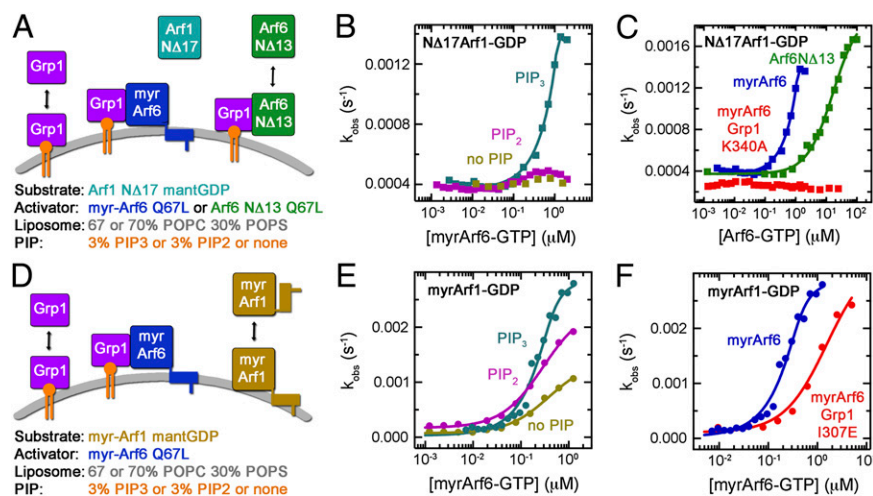 A
Grp1
Grp1
Grp1
myr
Arf6
Arf1
NΔ17
Arf6
NΔ13
Grp1
Arf6
NΔ13
Substrate: Arf1 NΔ17 mantGDP
Activator: myr-Arf6 Q67L or Arf6 NΔ13 Q67L
Liposome: 67 or 70% POPC 30% POPS
PIP: 3% PIP3 or 3% PIP2 or none
B
NΔ17Arf1-GDP
PIP3
PIP2
no PIP
kobs (s-1)
0.0016
0.0012
0.0008
0.0004
10-3 10-2 10-1 100 101
[myrArf6-GTP] (μM)
C
NΔ17Arf1-GDP
Arf6NΔ13
myrArf6
myrArf6
Grp1
K340A
kobs (s-1)
0.0016
0.0012
0.0008
0.0004
10-3 10-2 10-1 100 101 102
[Arf6-GTP] (μM)
D
Grp1
Grp1
Grp1
myr
Arf6
myr
Arf1
myr
Arf1
Substrate: myr-Arf1 mantGDP
Activator: myr-Arf6 Q67L
Liposome: 67 or 70% POPC 30% POPS
PIP: 3% PIP3 or 3% PIP2 or none
E
myrArf1-GDP
PIP3
PIP2
no PIP
kobs (s-1)
0.002
0.001
0.000
10-3 10-2 10-1 100 101
[myrArf6-GTP] (μM)
F
myrArf1-GDP
myrArf6
myrArf6
Grp1
I307E
kobs (s-1)
0.002
0.001
0.000
10-2 10-1 100 101
[myrArf6-GTP] (μM)